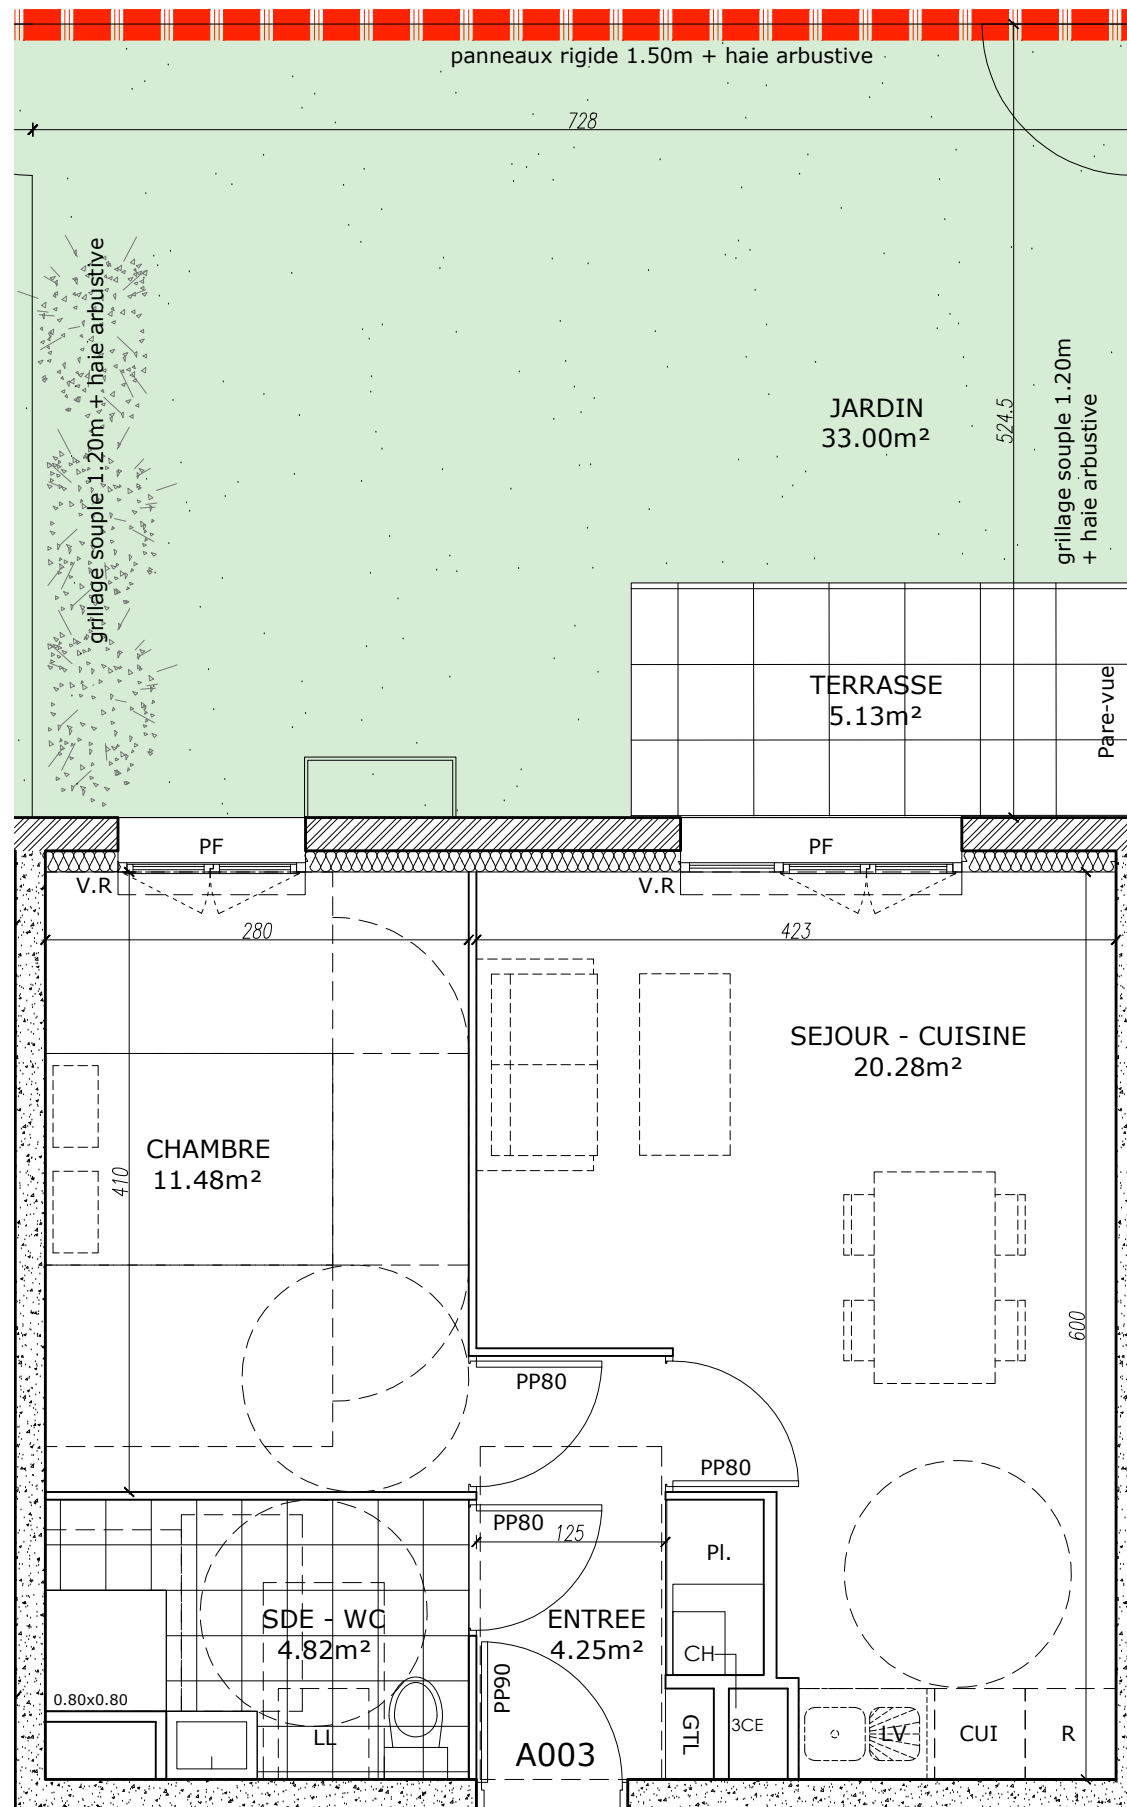 panneaux rigide 1.50m + haie arbustive
728
grillage souple 1.20m + haie arbustive
JARDIN
33.00m²
524.5
grillage souple 1.20m
+ haie arbustive
TERRASSE
5.13m²
Pare-vue
PF
PF
V.R
V.R
280
423
SEJOUR - CUISINE
20.28m²
CHAMBRE
11.48m²
410
600
PP80
PP80
PP80
125
Pl.
SDE - WC
4.82m²
ENTREE
4.25m²
CH
PP90
0.80x0.80
LL
A003
GTL
3CE
LV
CUI
R